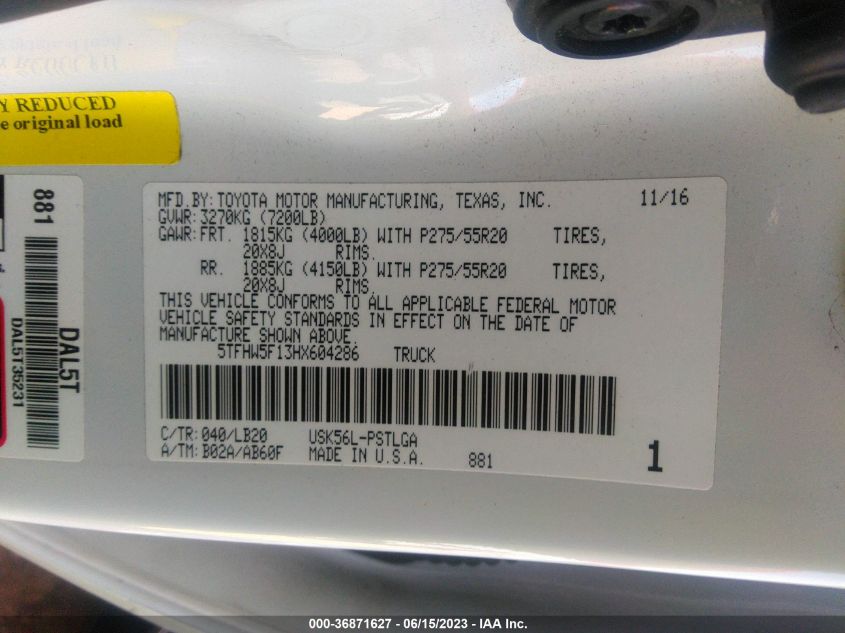 Y REDUCED
e original load
881
DAL5T
DAL5T35231
MFD.BY:TOYOTA MOTOR MANUFACTURING, TEXAS, INC. 11/16
GVWR:3270KG (7200LB)
GAWR:FRT. 1815KG (4000LB) WITH P275/55R20 TIRES,
20X8J RIMS.
RR. 1885KG (4150LB) WITH P275/55R20 TIRES,
20X8J RIMS.
THIS VEHICLE CONFORMS TO ALL APPLICABLE FEDERAL MOTOR
VEHICLE SAFETY STANDARDS IN EFFECT ON THE DATE OF
MANUFACTURE SHOWN ABOVE.
5TFHW5F13HX604286 TRUCK
C/TR:040/LB20 USK56L-PSTLGA
A/TM:B02A/AB60F MADE IN U.S.A. 881 1
000-36871627 - 06/15/2023 - IAA Inc.